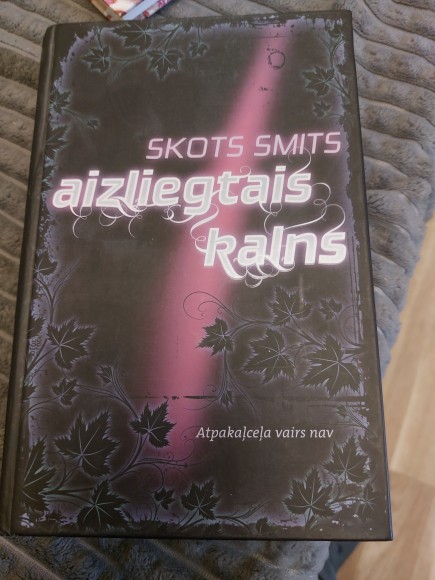 SKOTS SMITS
aizliegtais
kalns
Atpakaļceļa vairs nav